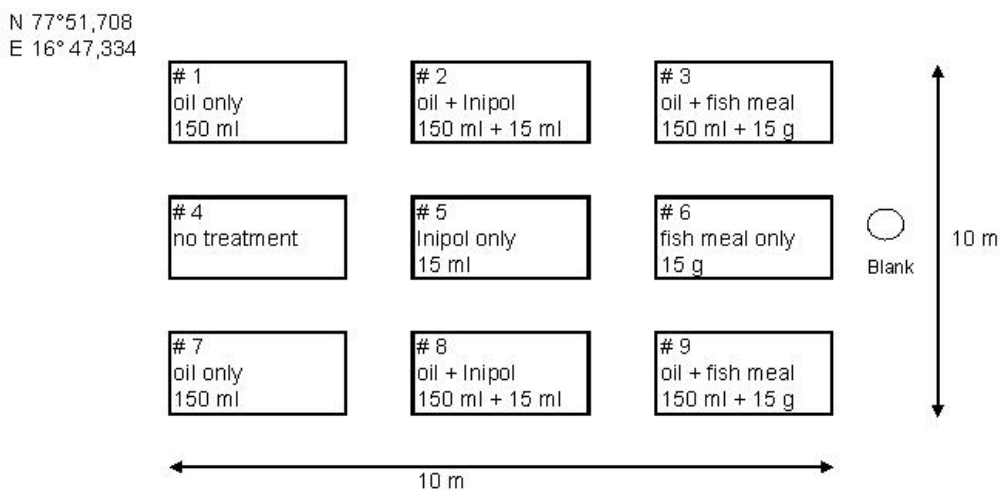 N 77°51,708
E 16° 47,334
# 1
oil only
150 ml
# 2
oil + Inipol
150 ml + 15 ml
# 3
oil + fish meal
150 ml + 15 g
# 4
no treatment
# 5
Inipol only
15 ml
# 6
fish meal only
15 g
Blank
10 m
# 7
oil only
150 ml
# 8
oil + Inipol
150 ml + 15 ml
# 9
oil + fish meal
150 ml + 15 g
10 m